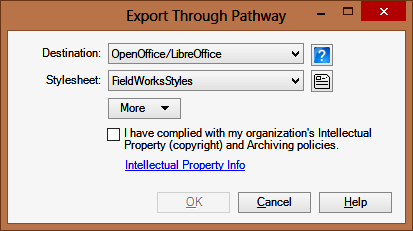 Export Through Pathway
Destination: OpenOffice/LibreOffice
Stylesheet: FieldWorksStyles
More
I have complied with my organization's Intellectual
Property (copyright) and Archiving policies.
Intellectual Property Info
OK Cancel Help